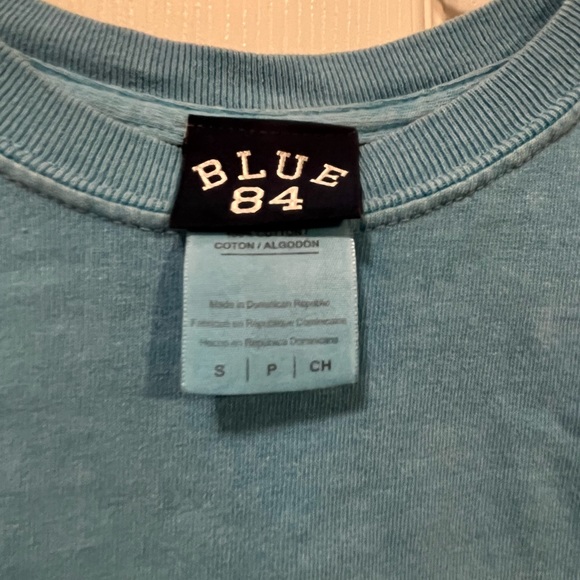 BLUE
84
COTON / ALGODÓN
Made in Dominican Republic
Fabriqué en République Dominicaine
Hecho en República Dominicana
S | P | CH